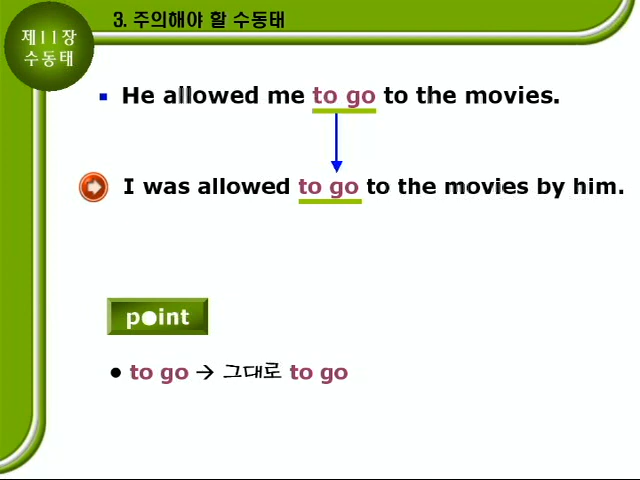 제11장
수동태
3. 주의해야 할 수동태
▪ He allowed me to go to the movies.
I was allowed to go to the movies by him.
point
● to go → 그대로 to go